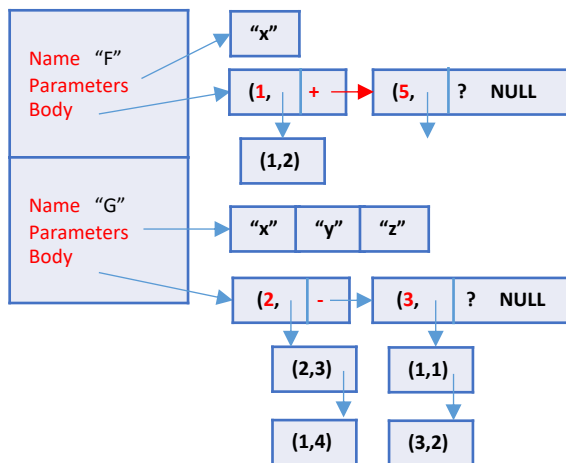 “x”
Name “F”
Parameters
Body
(1, + (5, ? NULL
(1,2)
Name “G”
Parameters
Body
“x” “y” “z”
(2, - (3, ? NULL
(2,3) (1,1)
(1,4) (3,2)